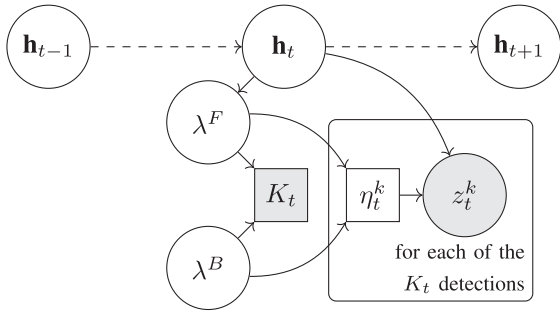 h_{t−1}
h_t
h_{t+1}
λ^F
K_t
η_t^k
z_t^k
λ^B
for each of the
K_t detections